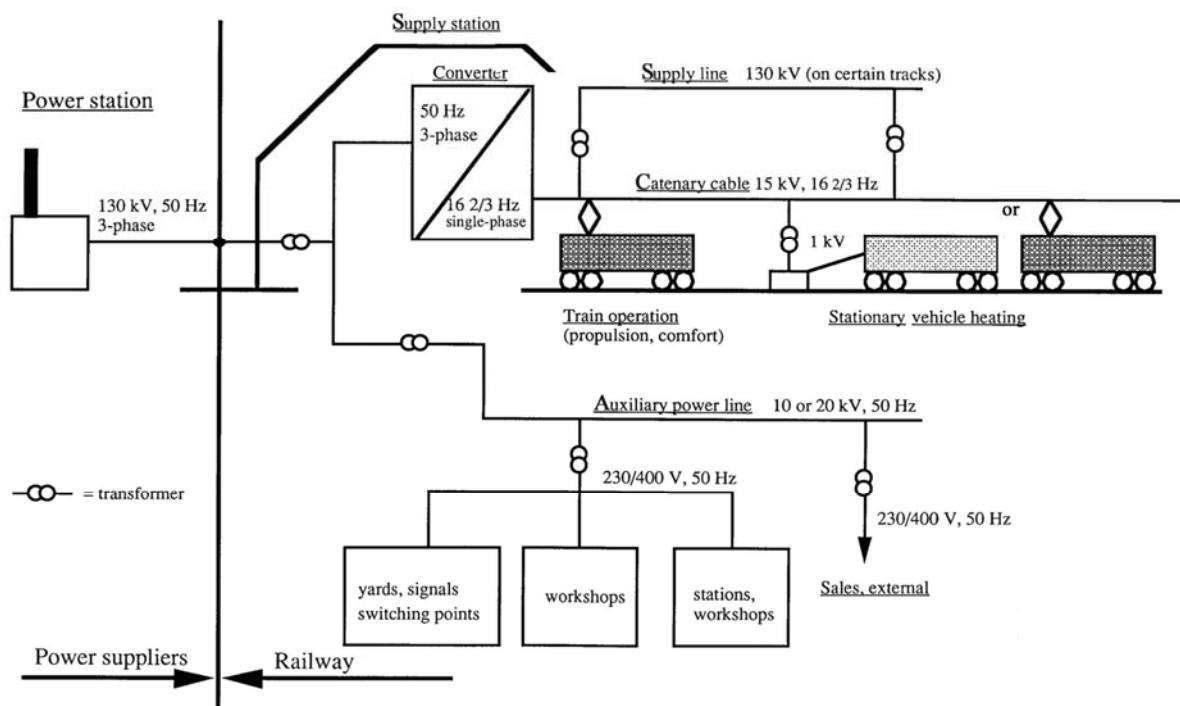 Supply station
Converter
Supply line 130 kV (on certain tracks)
Power station
50 Hz
3-phase
130 kV, 50 Hz
3-phase
16 2/3 Hz
single-phase
Catenary cable 15 kV, 16 2/3 Hz
or
1 kV
Train operation
(propulsion, comfort)
Stationary vehicle heating
Auxiliary power line 10 or 20 kV, 50 Hz
= transformer
230/400 V, 50 Hz
230/400 V, 50 Hz
yards, signals
switching points
workshops
stations,
workshops
Sales, external
Power suppliers
Railway